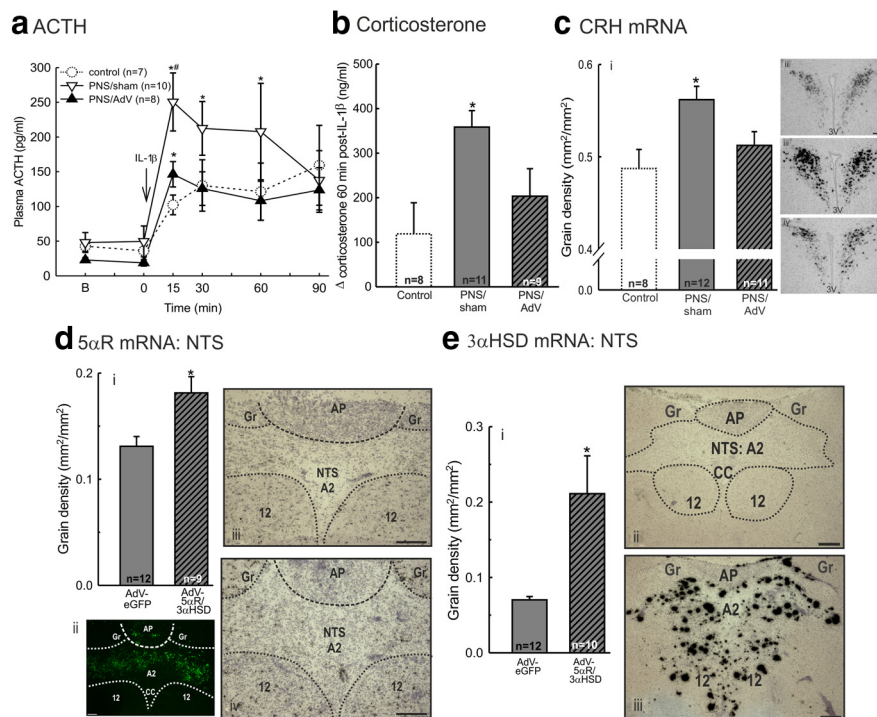 a ACTH
control (n=7)
PNS/sham (n=10)
PNS/AdV (n=8)
Plasma ACTH (pg/ml)
300
250
200
150
100
50
0
IL-1β
*#
*
*
*
B
0
15
30
60
90
Time (min)
b Corticosterone
Δ corticosterone 60 min post-IL-1β (ng/ml)
500
400
300
200
100
0
*
n=8
n=11
n=9
Control
PNS/
sham
PNS/
AdV
c CRH mRNA
i
Grain density (mm²/mm²)
0.6
0.5
0.4
0.0
*
n=8
n=12
n=11
Control
PNS/
sham
PNS/
AdV
3V
iii
3V
iv
3V
d 5αR mRNA: NTS
i
Grain density (mm²/mm²)
0.2
0.1
0.0
*
n=12
n=9
AdV-
eGFP
AdV-
5αR/
3αHSD
ii
AP
Gr
Gr
A2
CC
12
12
AP
Gr
Gr
NTS
A2
12
12
iii
AP
Gr
Gr
NTS
A2
12
12
iv
e 3αHSD mRNA: NTS
i
Grain density (mm²/mm²)
0.3
0.2
0.1
0.0
*
n=12
n=10
AdV-
eGFP
AdV-
5αR/
3αHSD
Gr
AP
Gr
NTS: A2
CC
12
12
ii
AP
Gr
Gr
A2
12
12
iii